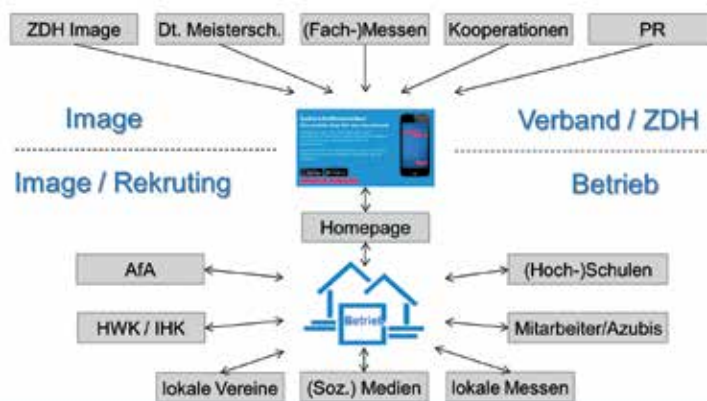 ZDH Image
Dt. Meistersch.
(Fach-)Messen
Kooperationen
PR
Image
Verband / ZDH
Image / Rekruting
Betrieb
Homepage
AfA
(Hoch-)Schulen
HWK / IHK
Betrieb
Mitarbeiter/Azubis
lokale Vereine
(Soz.) Medien
lokale Messen